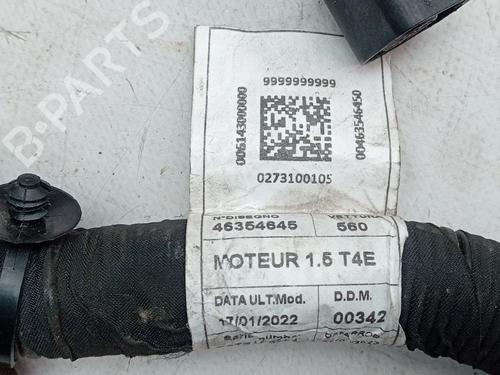 B-PARTS
9999999999
006143000000
00463546450
0273100105
N°DISEGNO VETTURA
46354645 560
MOTEUR 1.5 T4E
DATA ULT.Mod. D.D.M.
17/01/2022 00342